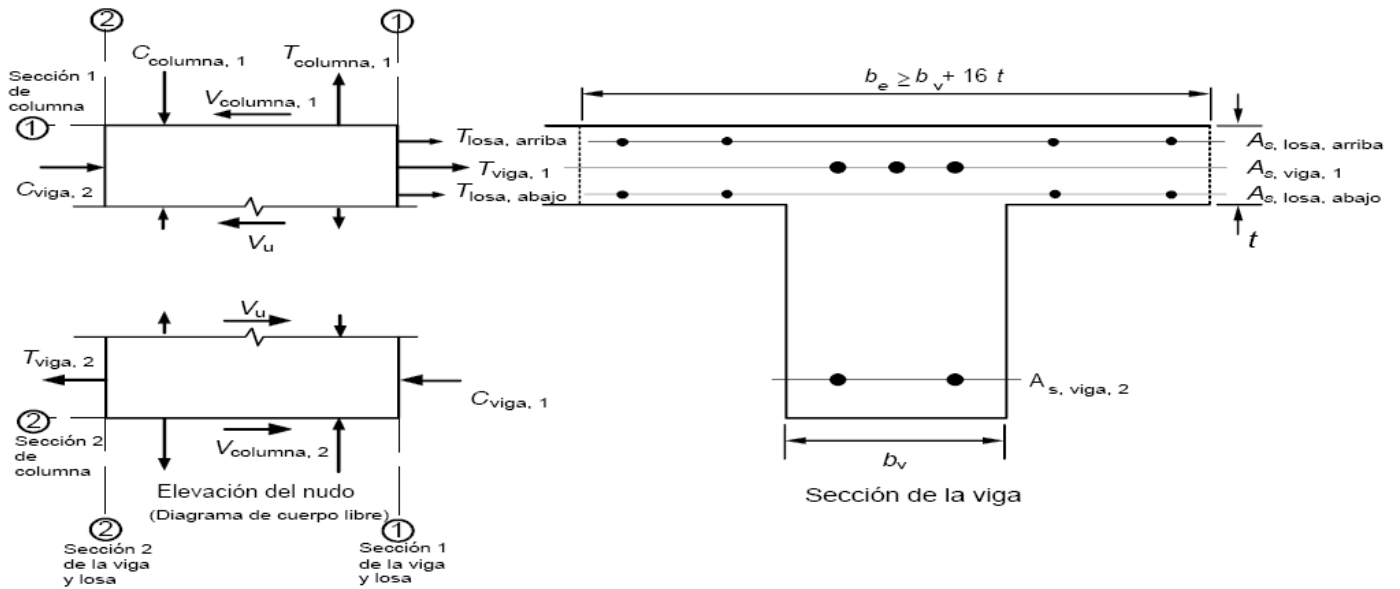 2
1
Sección 1
de
columna
C columna, 1
T columna, 1
V columna, 1
1
T losa, arriba
C viga, 2
T viga, 1
T losa, abajo
V u
b e ≥ b v + 16 t
A s, losa, arriba
A s, viga, 1
A s, losa, abajo
t
V u
T viga, 2
C viga, 1
2
Sección 2
de
columna
V columna, 2
Elevación del nudo
(Diagrama de cuerpo libre)
A s, viga, 2
b v
Sección de la viga
2
Sección 2
de la viga
y losa
1
Sección 1
de la viga
y losa